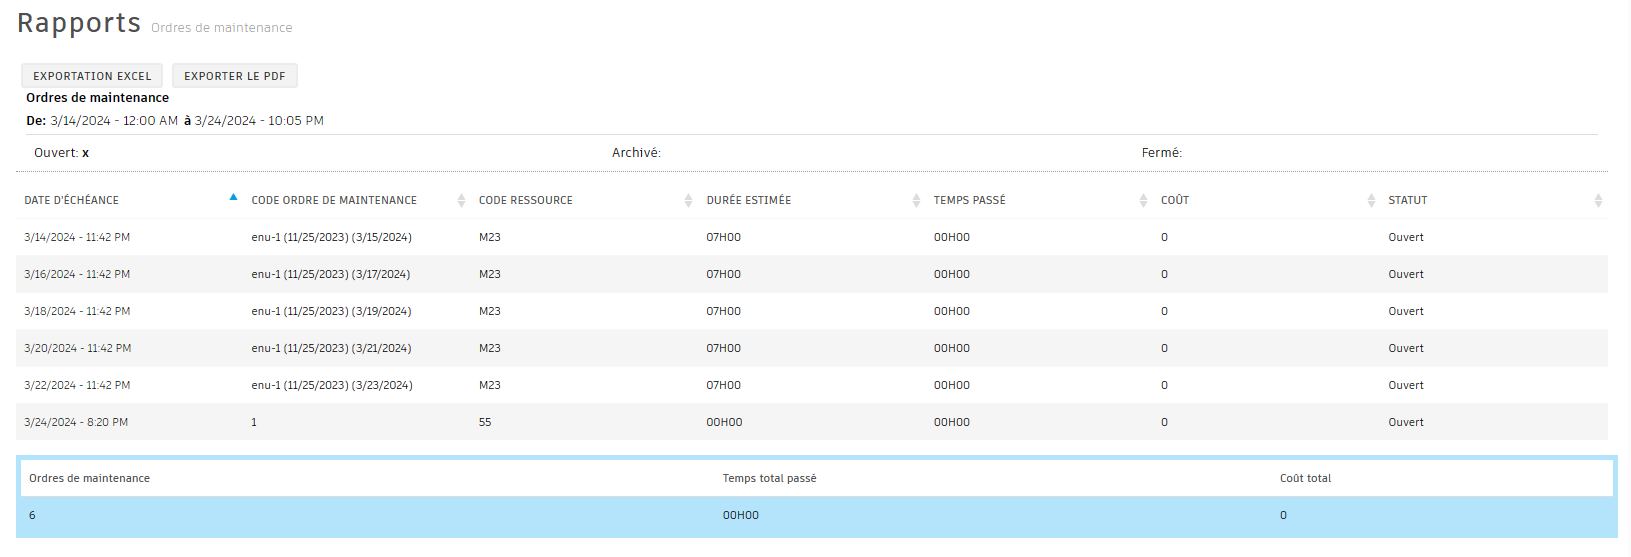 Rapports Ordres de maintenance
EXPORTATION EXCEL EXPORTER LE PDF
Ordres de maintenance
De: 3/14/2024 - 12:00 AM à 3/24/2024 - 10:05 PM
Ouvert: x Archivé: Fermé:
DATE D'ÉCHÉANCE CODE ORDRE DE MAINTENANCE CODE RESSOURCE DURÉE ESTIMÉE TEMPS PASSÉ COÛT STATUT
3/14/2024 - 11:42 PM enu-1 (11/25/2023) (3/15/2024) M23 07H00 00H00 0 Ouvert
3/16/2024 - 11:42 PM enu-1 (11/25/2023) (3/17/2024) M23 07H00 00H00 0 Ouvert
3/18/2024 - 11:42 PM enu-1 (11/25/2023) (3/19/2024) M23 07H00 00H00 0 Ouvert
3/20/2024 - 11:42 PM enu-1 (11/25/2023) (3/21/2024) M23 07H00 00H00 0 Ouvert
3/22/2024 - 11:42 PM enu-1 (11/25/2023) (3/23/2024) M23 07H00 00H00 0 Ouvert
3/24/2024 - 8:20 PM 1 55 00H00 00H00 0 Ouvert
Ordres de maintenance Temps total passé Coût total
6 00H00 0